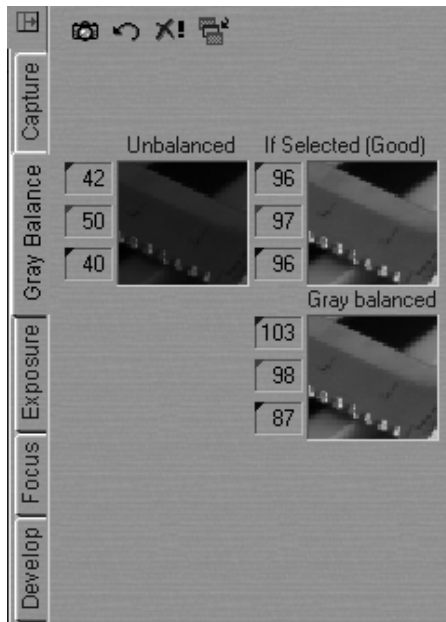 Capture
Gray Balance
Exposure
Focus
Develop
Unbalanced
42
50
40
If Selected (Good)
96
97
96
Gray balanced
103
98
87